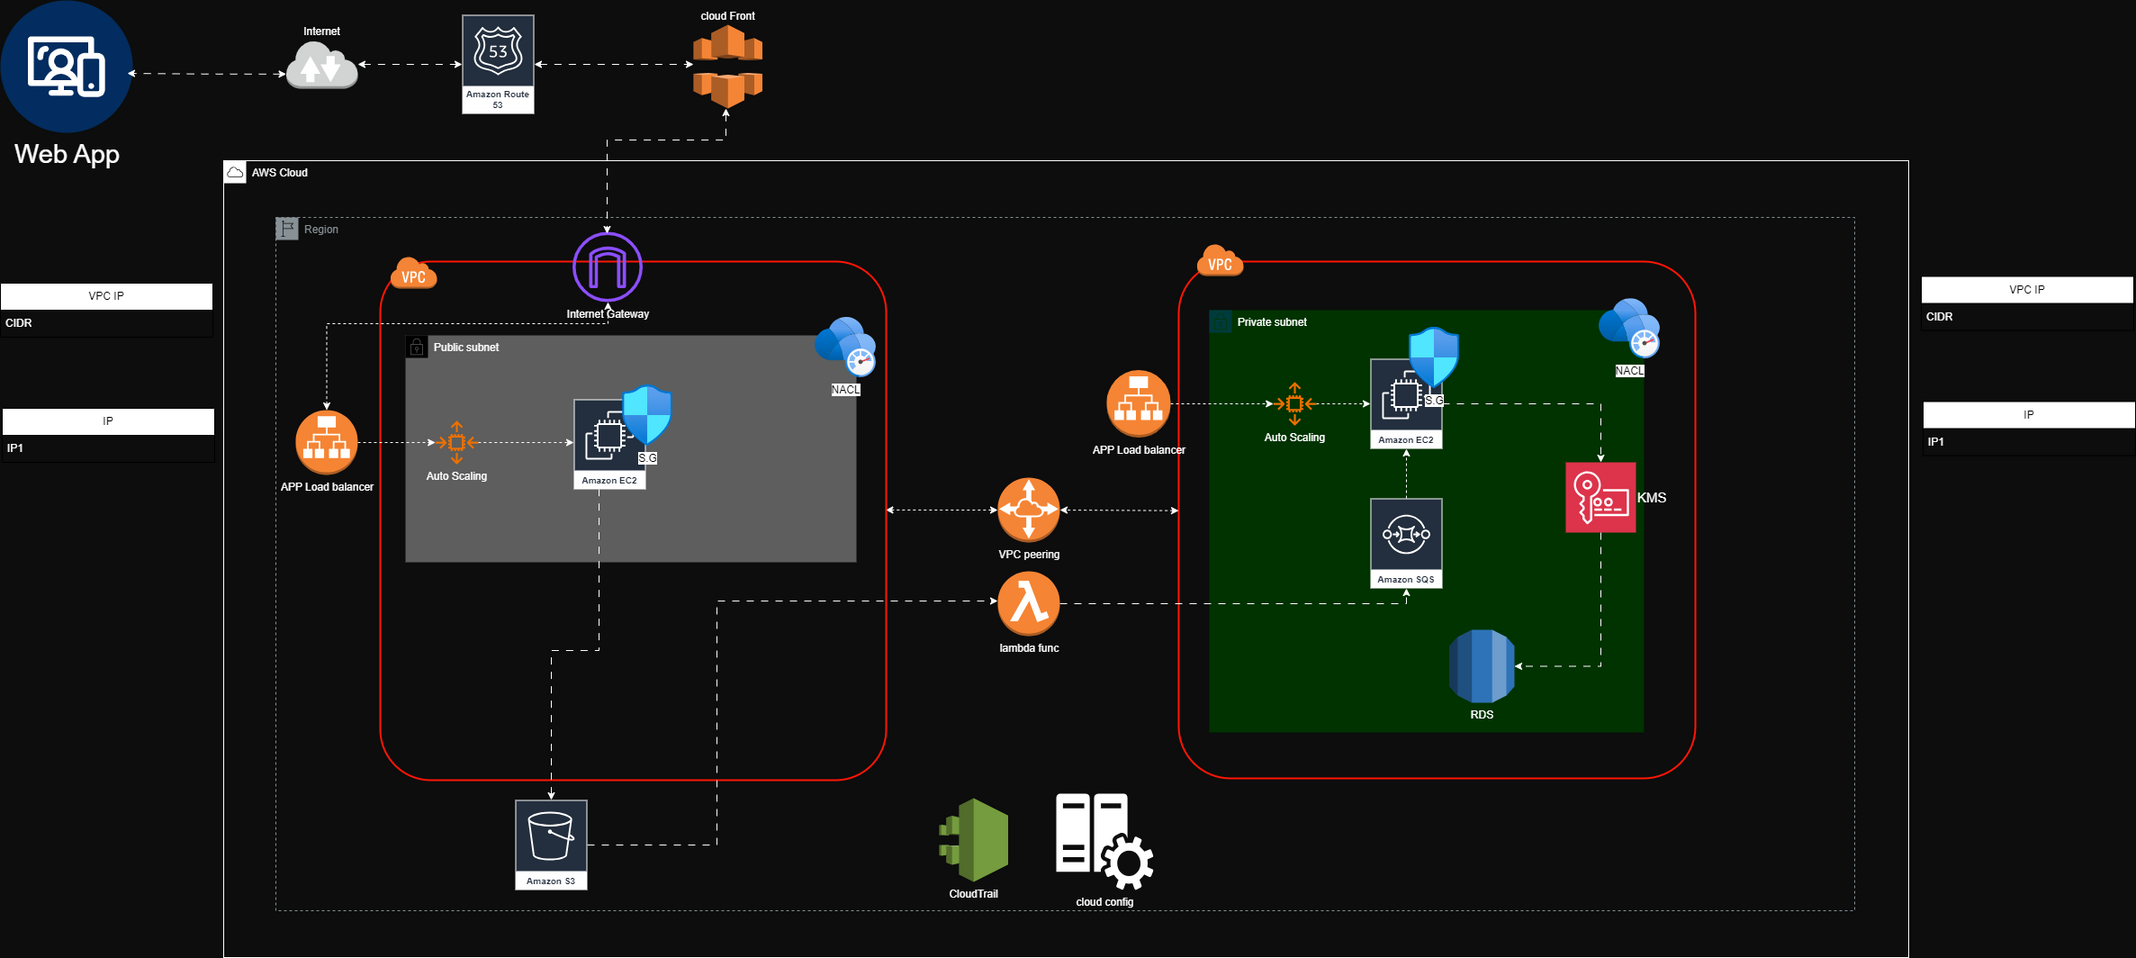 cloud Front
Internet
53
Amazon Route
53
Web App
AWS Cloud
Region
VPC
VPC
Internet Gateway
VPC IP
CIDR
VPC IP
CIDR
Public subnet
Private subnet
NACL
NACL
IP
IP1
IP
IP1
S.G
Amazon EC2
APP Load balancer
Auto Scaling
S.G
Amazon EC2
APP Load balancer
Auto Scaling
KMS
VPC peering
Amazon SQS
lambda func
RDS
Amazon S3
CloudTrail
cloud config